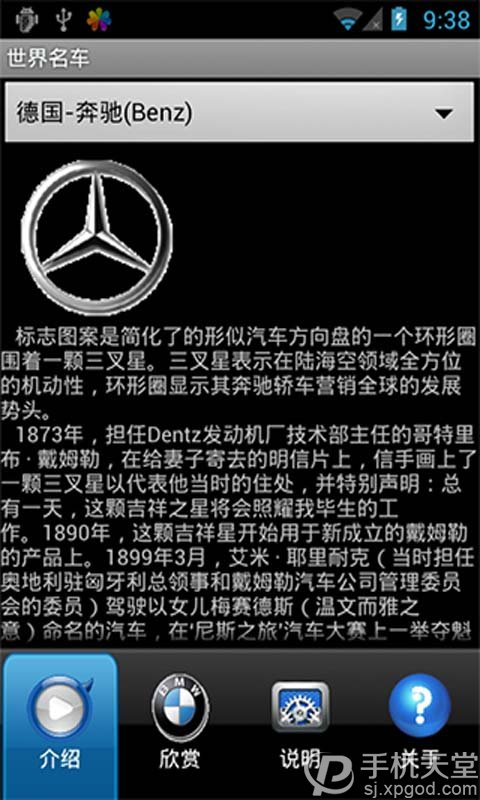 9:38
世界名车
德国-奔驰(Benz)
标志图案是简化了的形似汽车方向盘的一个环形圈
围着一颗三叉星。三叉星表示在陆海空领域全方位
的机动性，环形圈显示其奔驰轿车营销全球的发展
势头。
1873年，担任Dentz发动机厂技术部主任的哥特里
布·戴姆勒，在给妻子寄去的明信片上，信手画上了
一颗三叉星以代表他当时的住处，并特别声明：总
有一天，这颗吉祥之星将会照耀我毕生的工
作。1890年，这颗吉祥星开始用于新成立的戴姆勒
的产品上。1899年3月，艾米·耶里耐克（当时担任
奥地利驻匈牙利总领事和戴姆勒汽车公司管理委员
会的委员）驾驶以女儿梅赛德斯（温文而雅之
意）命名的汽车，在‘尼斯之旅’汽车大赛上一举夺魁
BMW
介绍
欣赏
说明
关于
手机天堂
sj.xpgod.com